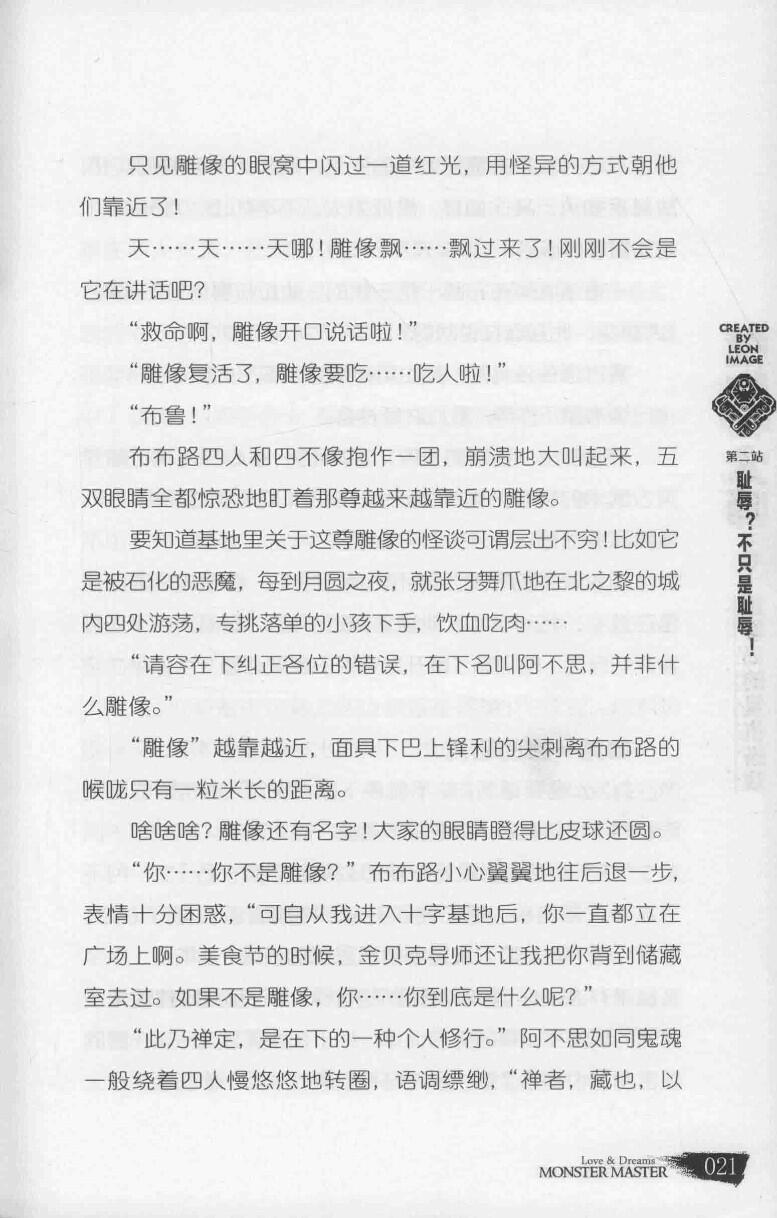 只见雕像的眼窝中闪过一道红光，用怪异的方式朝他
们靠近了！
天……天……天哪！雕像飘……飘过来了！刚刚不会是
它在讲话吧？
“救命啊，雕像开口说话啦！”
“雕像复活了，雕像要吃……吃人啦！”
“布鲁！”
布布路四人和四不像抱作一团，崩溃地大叫起来，五
双眼睛全都惊恐地盯着那尊越来越靠近的雕像。
要知道基地里关于这尊雕像的怪谈可谓层出不穷！比如它
是被石化的恶魔，每到月圆之夜，就张牙舞爪地在北之黎的城
内四处游荡，专挑落单的小孩下手，饮血吃肉……
“请容在下纠正各位的错误，在下名叫阿不思，并非什
么雕像。”
“雕像”越靠越近，面具下巴上锋利的尖刺离布布路的
喉咙只有一粒米长的距离。
啥啥啥？雕像还有名字！大家的眼睛瞪得比皮球还圆。
“你……你不是雕像？”布布路小心翼翼地往后退一步，
表情十分困惑，“可自从我进入十字基地后，你一直都立在
广场上啊。美食节的时候，金贝克导师还让我把你背到储藏
室去过。如果不是雕像，你……你到底是什么呢？”
“此乃禅定，是在下的一种个人修行。”阿不思如同鬼魂
一般绕着四人慢悠悠地转圈，语调缥缈，“禅者，藏也，以
CREATED
BY
LEON
IMAGE
第二站
耻辱？不只是耻辱！
Love & Dreams
MONSTER MASTER
021